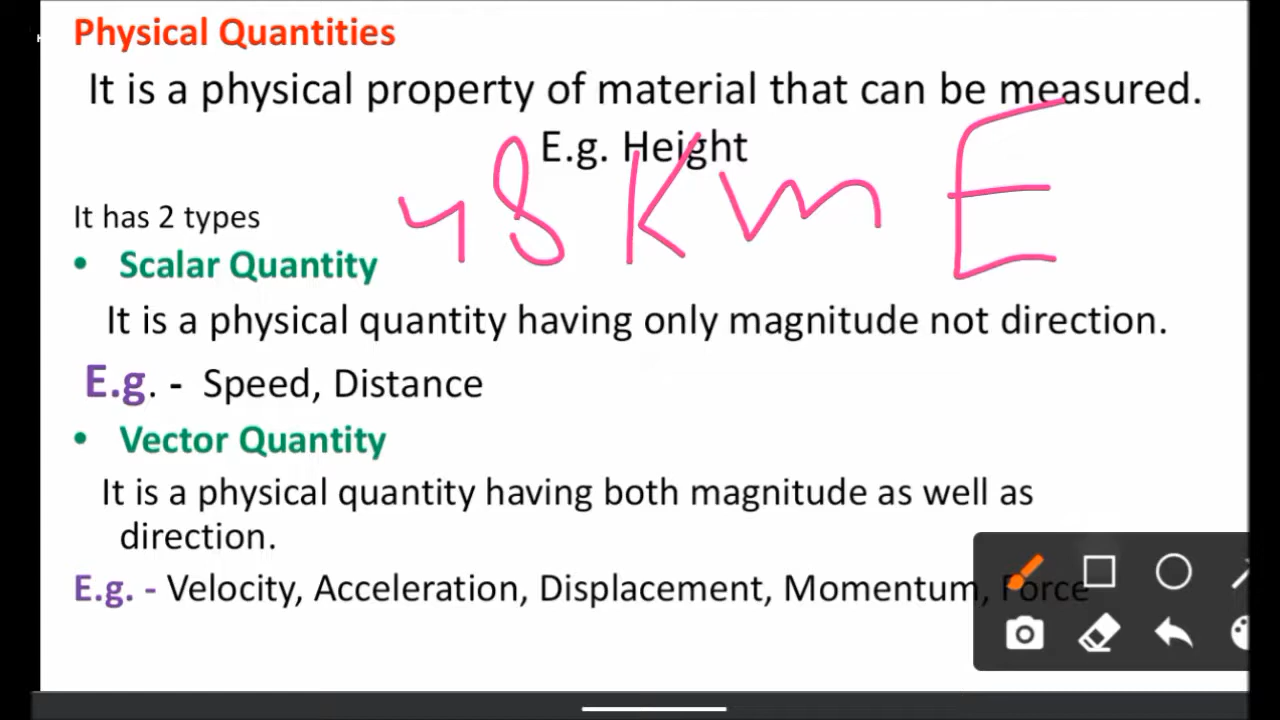 Physical Quantities
It is a physical property of material that can be measured.
E.g. Height
48 Km E
It has 2 types
• Scalar Quantity
It is a physical quantity having only magnitude not direction.
E.g. - Speed, Distance
• Vector Quantity
It is a physical quantity having both magnitude as well as
direction.
E.g. - Velocity, Acceleration, Displacement, Momentum, Force